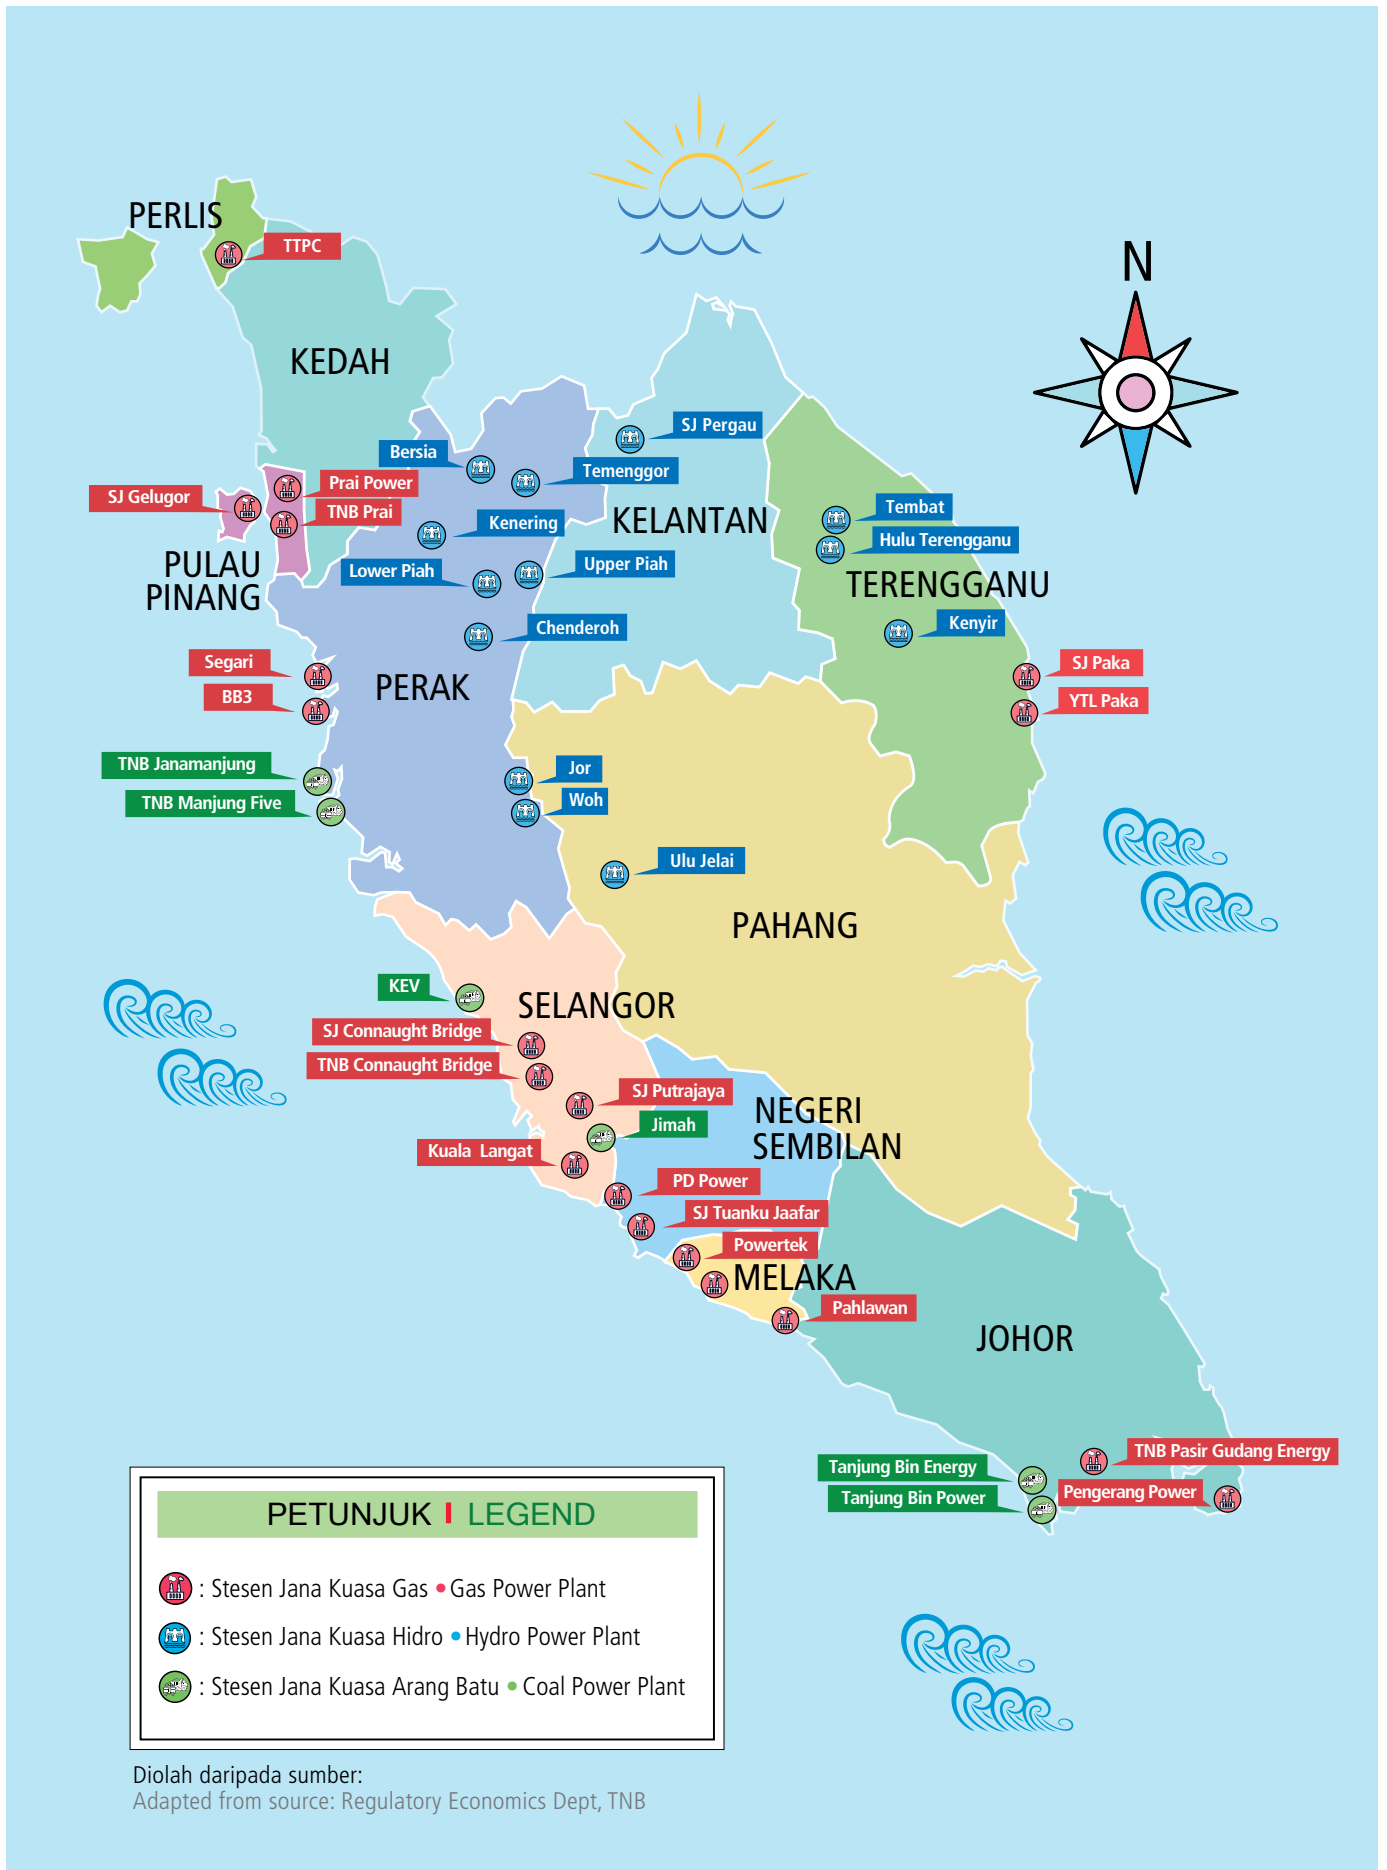 N
PERLIS
TTPC
KEDAH
SJ Pergau
Bersia
Temenggor
Prai Power
SJ Gelugor
TNB Prai
Tembat
Kenering
KELANTAN
Hulu Terengganu
PULAU
PINANG
Lower Piah
Upper Piah
TERENGGANU
Chenderoh
Kenyir
Segari
SJ Paka
BB3
PERAK
YTL Paka
TNB Janamanjung
Jor
TNB Manjung Five
Woh
Ulu Jelai
PAHANG
KEV
SELANGOR
SJ Connaught Bridge
TNB Connaught Bridge
SJ Putrajaya
NEGERI
SEMBILAN
Jimah
Kuala Langat
PD Power
SJ Tuanku Jaafar
Powertek
MELAKA
Pahlawan
JOHOR
TNB Pasir Gudang Energy
Tanjung Bin Energy
Tanjung Bin Power
Pengerang Power
PETUNJUK I LEGEND
: Stesen Jana Kuasa Gas • Gas Power Plant
: Stesen Jana Kuasa Hidro • Hydro Power Plant
: Stesen Jana Kuasa Arang Batu • Coal Power Plant
Diolah daripada sumber:
Adapted from source: Regulatory Economics Dept, TNB